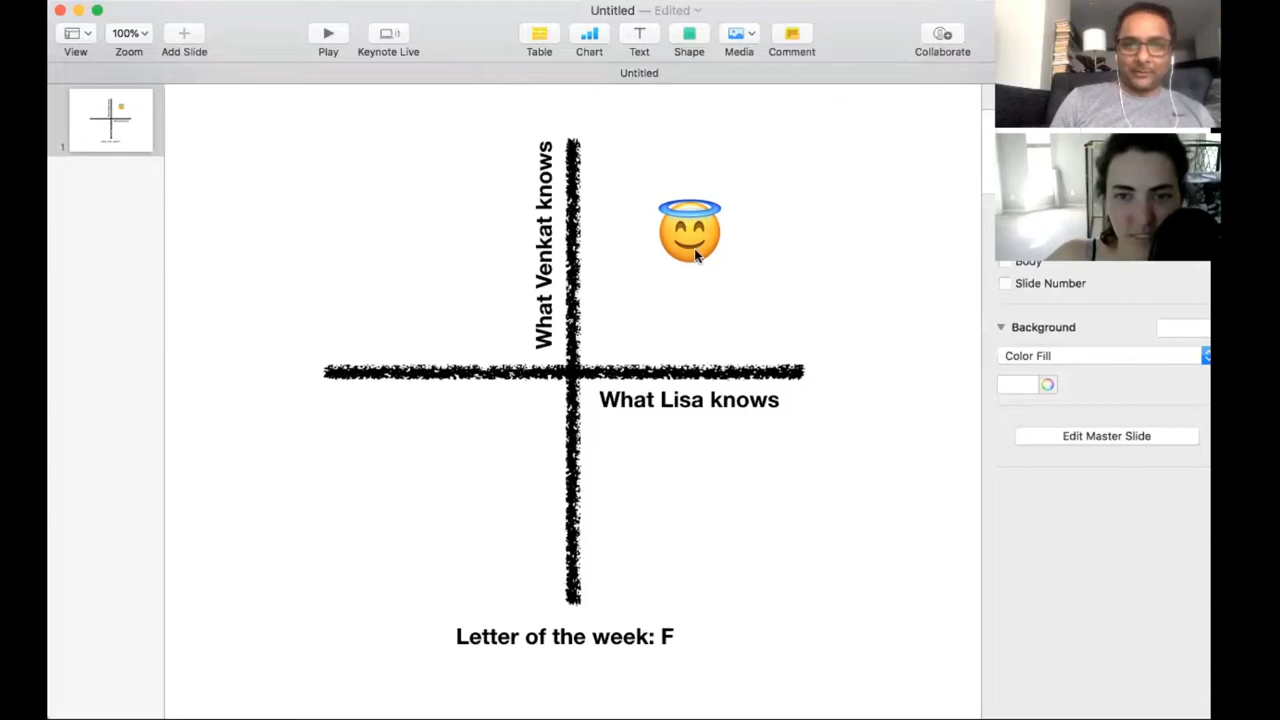 Untitled — Edited
100%
View
Zoom
Add Slide
Play
Keynote Live
Table
Chart
Text
Shape
Media
Comment
Collaborate
Untitled
1
What Venkat knows
What Lisa knows
Letter of the week: F
Body
Slide Number
Background
Color Fill
Edit Master Slide